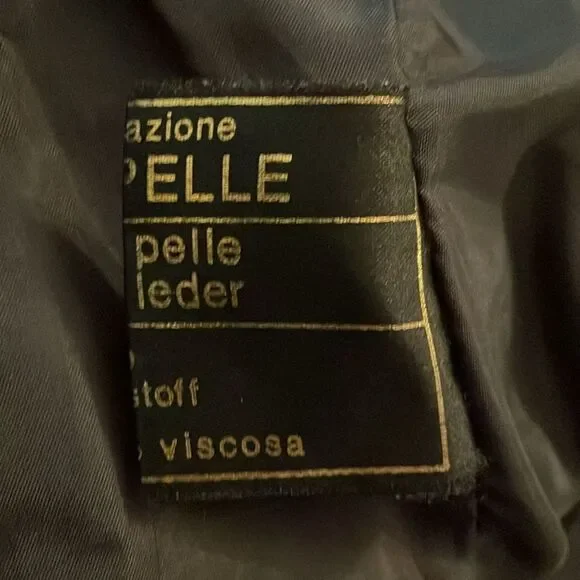 azione
PELLE
pelle
leder
stoff
viscosa